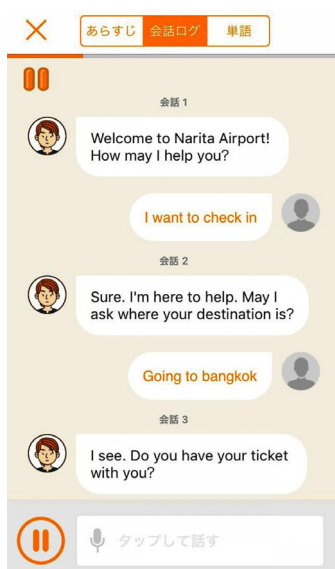 あらすじ 会話ログ 単語
会話 1
Welcome to Narita Airport!
How may I help you?
I want to check in
会話 2
Sure. I'm here to help. May I
ask where your destination is?
Going to bangkok
会話 3
I see. Do you have your ticket
with you?
タップして話す